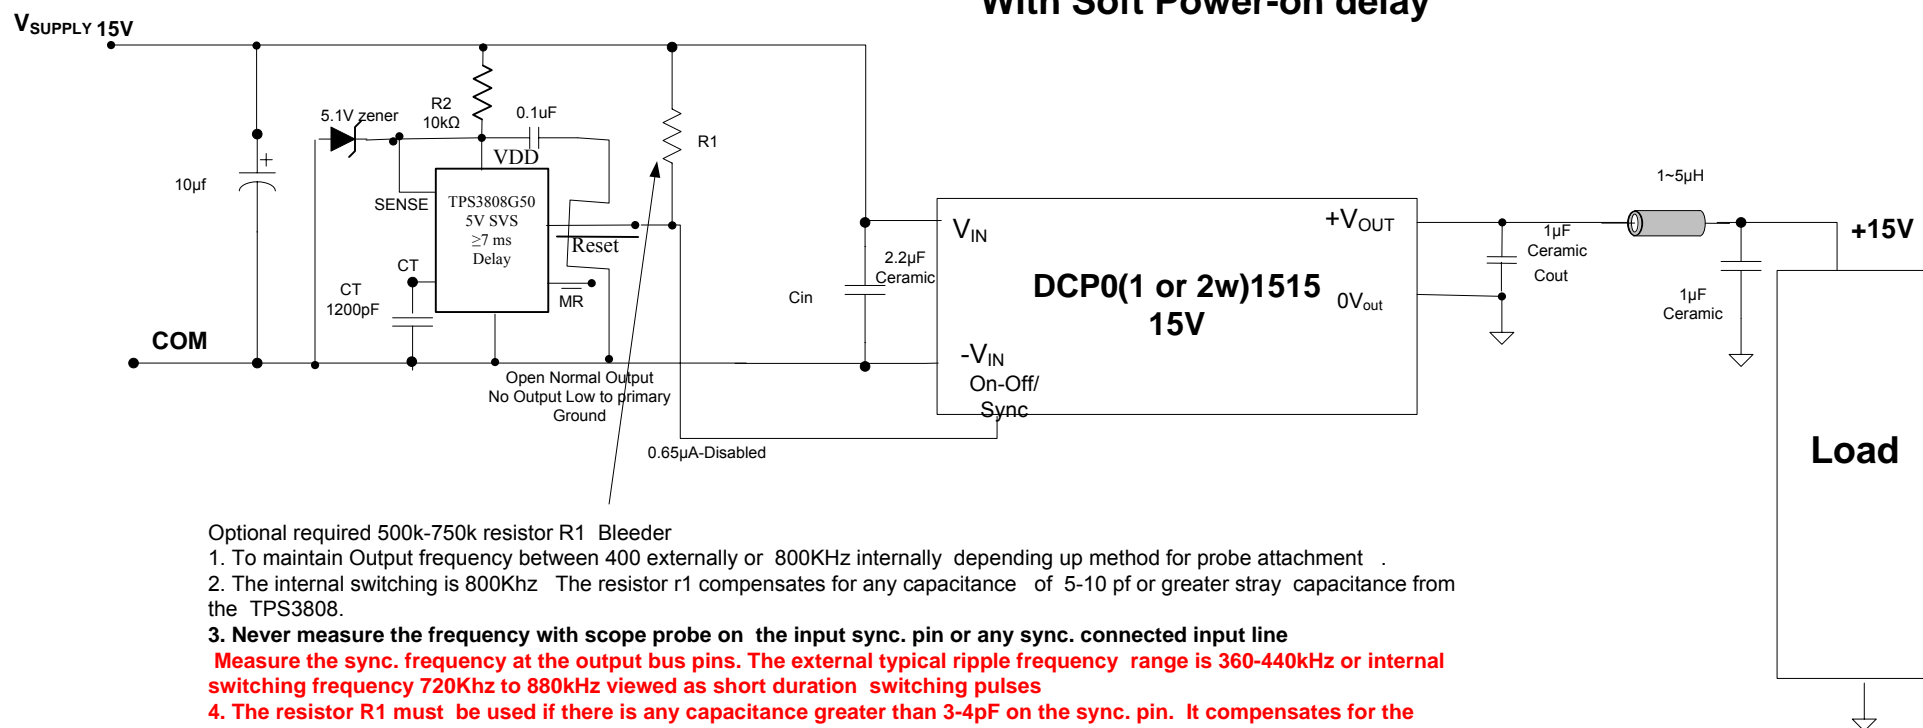 With Soft Power-on delay
VSUPPLY 15V
5.1V zener
R2
10kΩ
0.1uF
R1
VDD
10µf
+
SENSE
TPS3808G50
5V SVS
≥7 ms
Delay
Reset
CT
CT
1200pF
MR
COM
Open Normal Output
No Output Low to primary
Ground
0.65µA-Disabled
Cin
2.2µF
Ceramic
VIN
+VOUT
DCP0(1 or 2w)1515
15V
0Vout
-VIN
On-Off/
Sync
1µF
Ceramic
Cout
1~5µH
1µF
Ceramic
+15V
Load
Optional required 500k-750k resistor R1 Bleeder
1. To maintain Output frequency between 400 externally or 800KHz internally depending up method for probe attachment .
2. The internal switching is 800Khz The resistor r1 compensates for any capacitance of 5-10 pf or greater stray capacitance from
the TPS3808.
3. Never measure the frequency with scope probe on the input sync. pin or any sync. connected input line
Measure the sync. frequency at the output bus pins. The external typical ripple frequency range is 360-440kHz or internal
switching frequency 720Khz to 880kHz viewed as short duration switching pulses
4. The resistor R1 must be used if there is any capacitance greater than 3-4pF on the sync. pin. It compensates for the